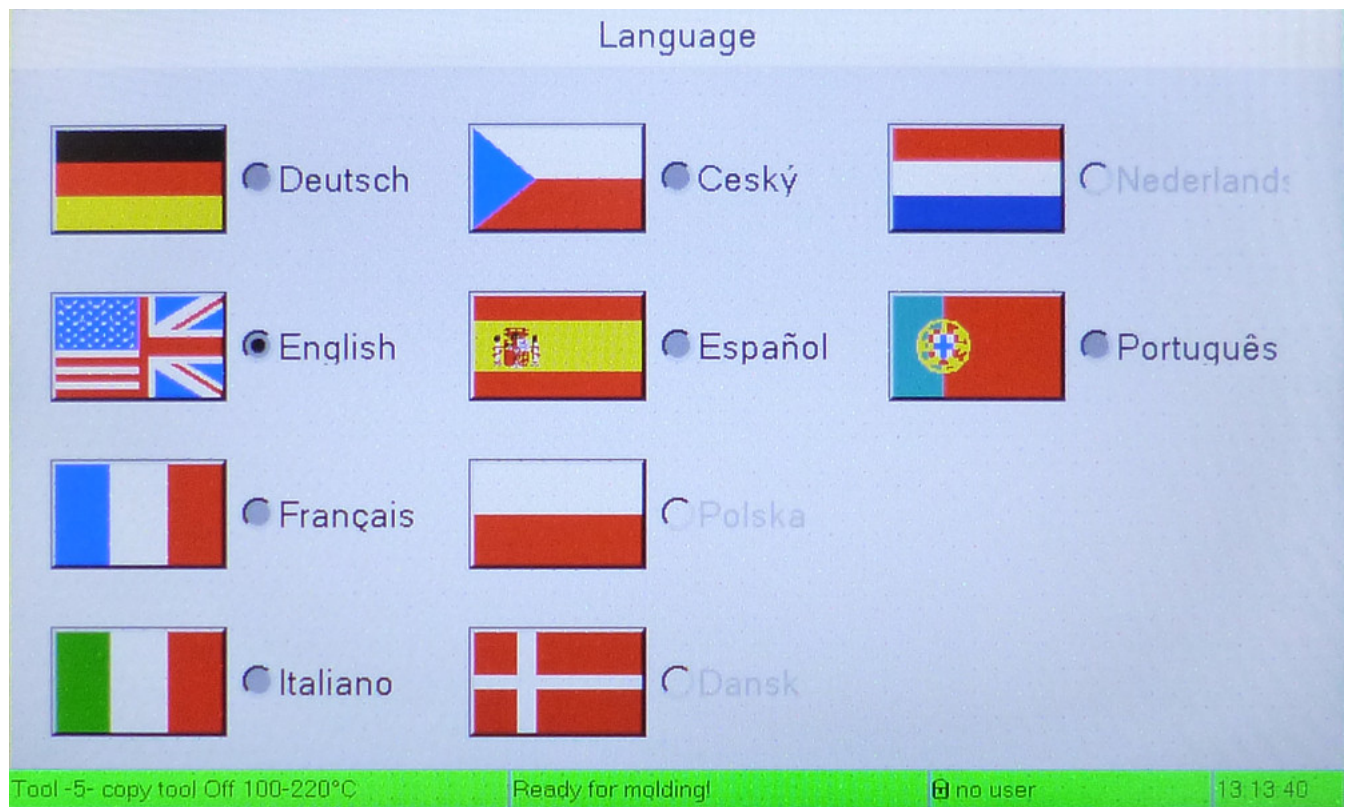 Language
Deutsch
Ceský
Nederlands
English
Español
Português
Français
Polska
Italiano
Dansk
Tool -5- copy tool Off 100-220°C
Ready for molding!
no user
13:13:40